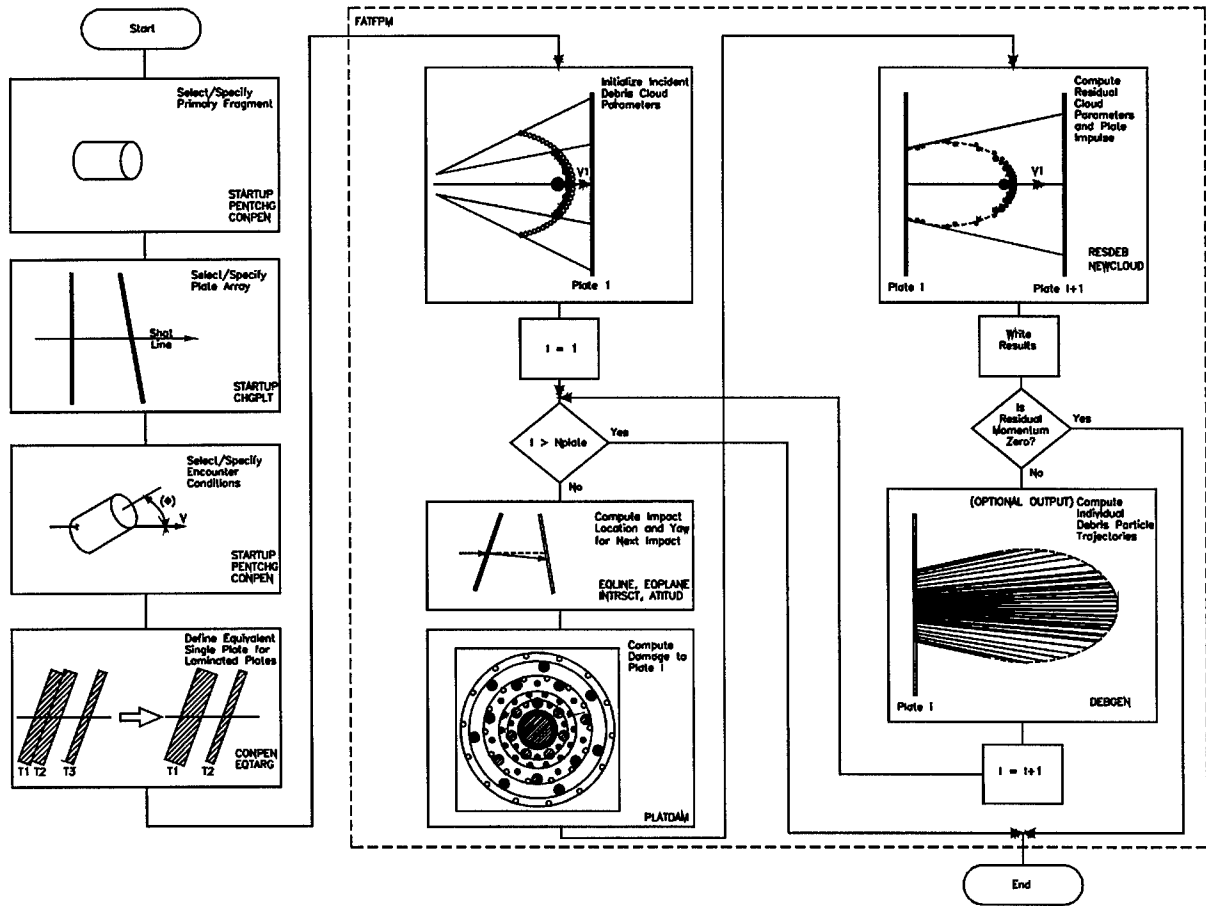 Start
Select/Specify
Primary Fragment
STARTUP
PENTCHG
CONPEN
Select/Specify
Plate Array
Shot
Line
STARTUP
CHGPLT
Select/Specify
Encounter
Conditions
(Φ)
V
STARTUP
PENTCHG
CONPEN
Define Equivalent
Single Plate for
Laminated Plates
T1 T2 T3 T1 T2
CONPEN
EQTARG
FATFPM
Initialize Incident
Debris Cloud
Parameters
V1
Plate 1
I = 1
I > Nplate
Yes
No
Compute Impact
Location and Yaw
for Next Impact
EQLINE, EQPLANE
INTRSCT, ATITUD
Compute
Damage to
Plate I
PLATDAM
Compute
Residual
Cloud
Parameters
and Plate
Impulse
V1
RESDEB
NEWCLOUD
Plate I
Plate I+1
Write
Results
Is
Residual
Momentum
Zero?
Yes
No
(OPTIONAL OUTPUT) Compute
Individual
Debris Particle
Trajectories
Plate I
DEBGEN
I = I+1
End